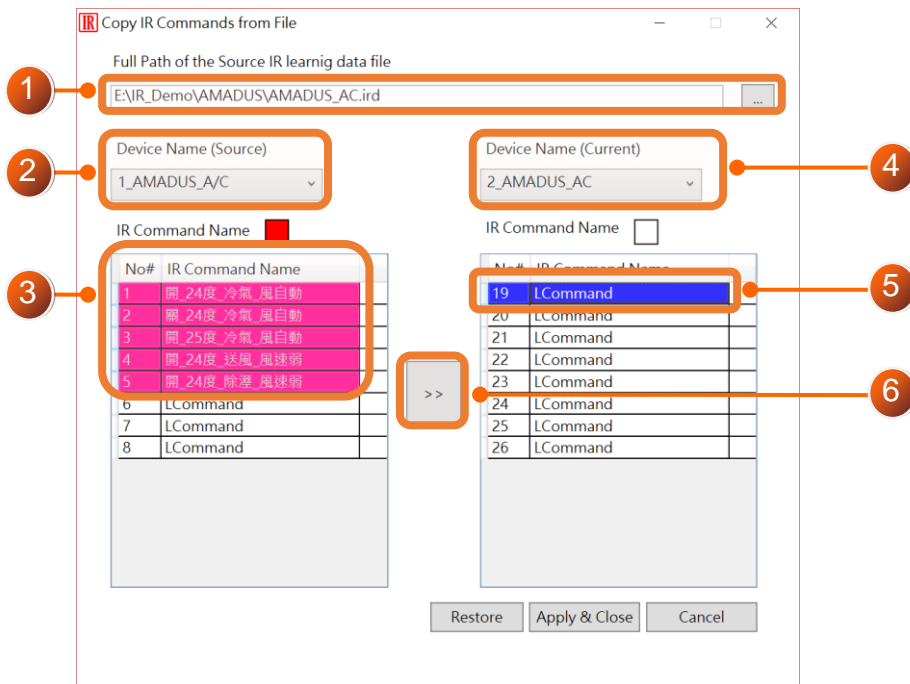 IR Copy IR Commands from File
Full Path of the Source IR learnig data file
1
E:\IR_Demo\AMADUS\AMADUS_AC.ird
...
Device Name (Source)
Device Name (Current)
2
4
1_AMADUS_A/C
2_AMADUS_AC
IR Command Name
IR Command Name
No# IR Command Name
No# IR Command Name
3
5
1 開_24度_冷氣_風自動
19 LCommand
2 關_24度_冷氣_風自動
20 LCommand
3 開_25度_冷氣_風自動
21 LCommand
4 開_24度_送風_風速弱
22 LCommand
5 開_24度_除溼_風速弱
23 LCommand
>>
6
6 LCommand
24 LCommand
7 LCommand
25 LCommand
8 LCommand
26 LCommand
Restore Apply & Close Cancel